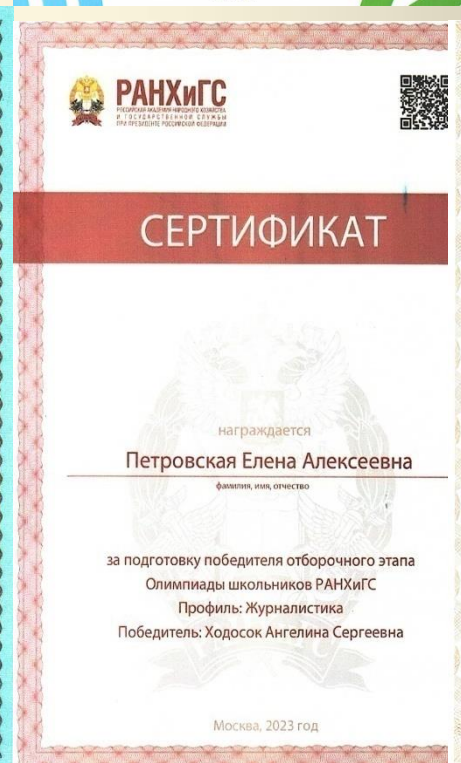 РАНХиГС
РОССИЙСКАЯ АКАДЕМИЯ НАРОДНОГО ХОЗЯЙСТВА
И ГОСУДАРСТВЕННОЙ СЛУЖБЫ
ПРИ ПРЕЗИДЕНТЕ РОССИЙСКОЙ ФЕДЕРАЦИИ
СЕРТИФИКАТ
награждается
Петровская Елена Алексеевна
фамилия, имя, отчество
за подготовку победителя отборочного этапа
Олимпиады школьников РАНХиГС
Профиль: Журналистика
Победитель: Ходосок Ангелина Сергеевна
Москва, 2023 год